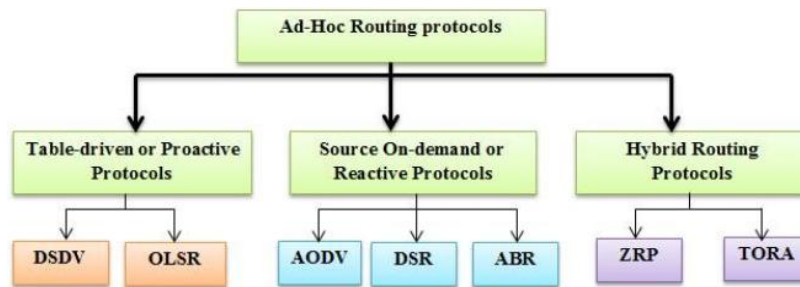 Ad-Hoc Routing protocols
Table-driven or Proactive
Protocols
Source On-demand or
Reactive Protocols
Hybrid Routing
Protocols
DSDV
OLSR
AODV
DSR
ABR
ZRP
TORA